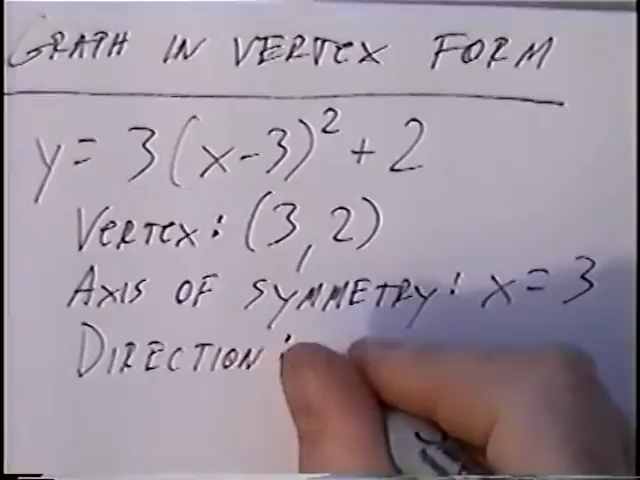 GRAPH IN VERTEX FORM
y = 3(x-3)² + 2
VERTEX: (3, 2)
AXIS OF SYMMETRY: x = 3
DIRECTION: